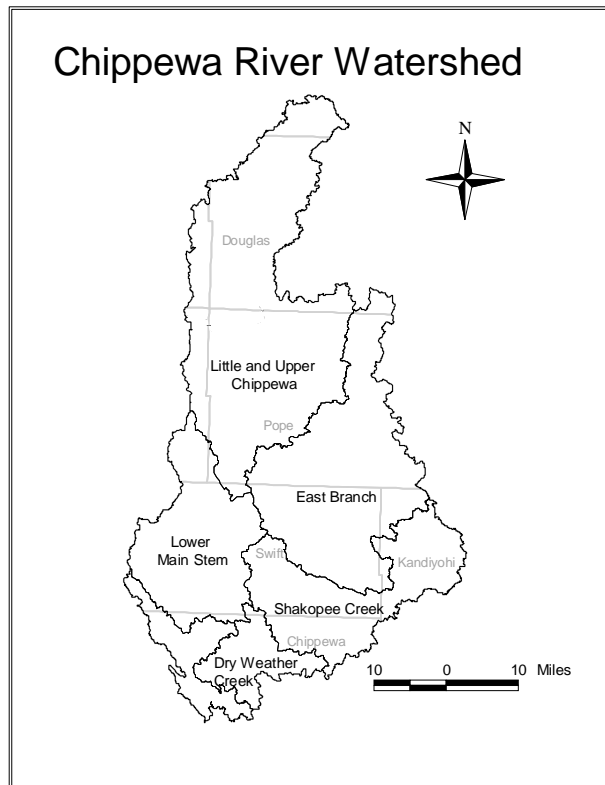 Chippewa River Watershed
N
Douglas
Little and Upper
Chippewa
Pope
East Branch
Lower
Main Stem
Swift
Kandiyohi
Shakopee Creek
Chippewa
Dry Weather
Creek
10 0 10 Miles